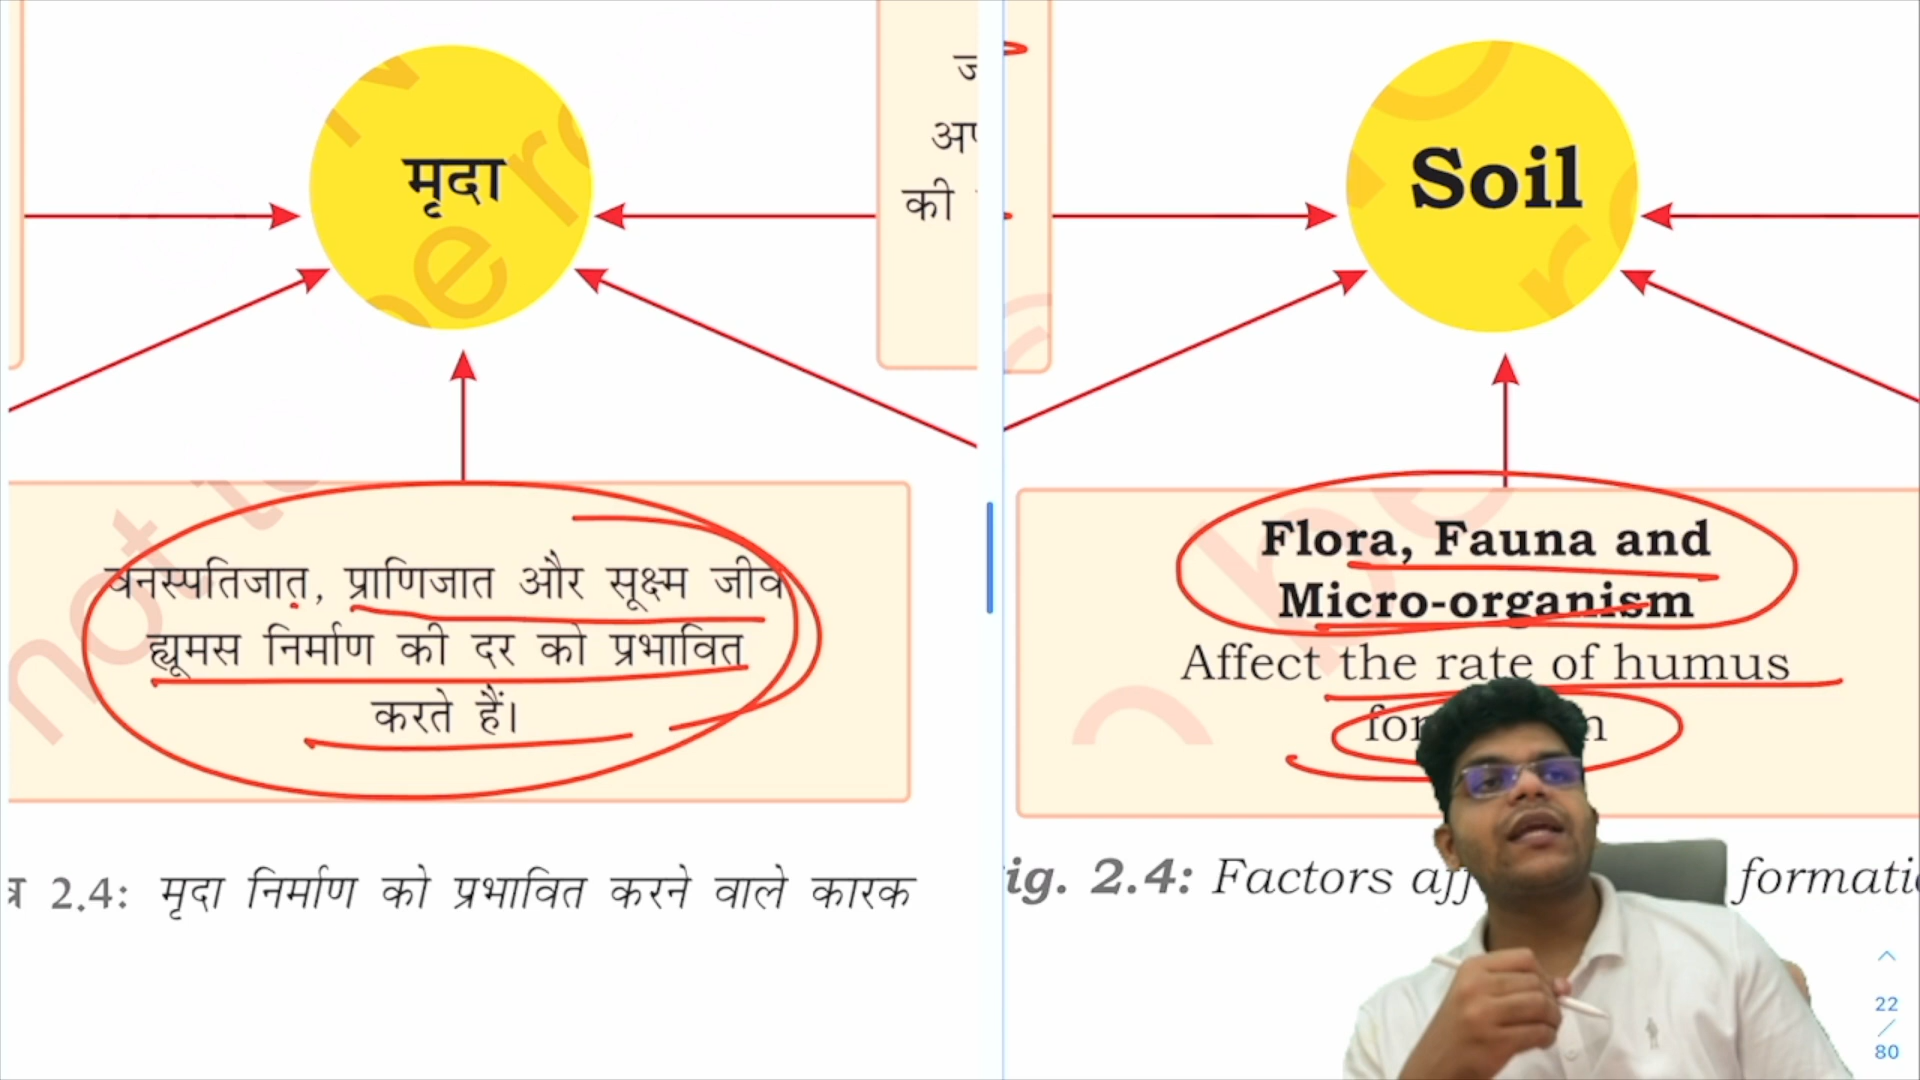 मृदा
की
वनस्पतिजात, प्राणिजात और सूक्ष्म जीव
ह्यूमस निर्माण की दर को प्रभावित
करते हैं।
2.4: मृदा निर्माण को प्रभावित करने वाले कारक
Soil
Flora, Fauna and
Micro-organism
Affect the rate of humus
ig. 2.4: Factors aff formati
22
/
80